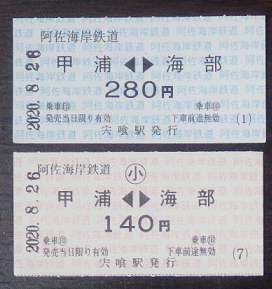 阿佐海岸鉄道
2020.8.26
甲浦◀▶海部
280円
乗車㊞ 乗車㊞
発売当日限り有効 下車前途無効
宍喰駅発行 (1)
阿佐海岸鉄道
小
2020.8.26
甲浦◀▶海部
140円
乗車㊞ 乗車㊞
発売当日限り有効 下車前途無効
宍喰駅発行 (7)